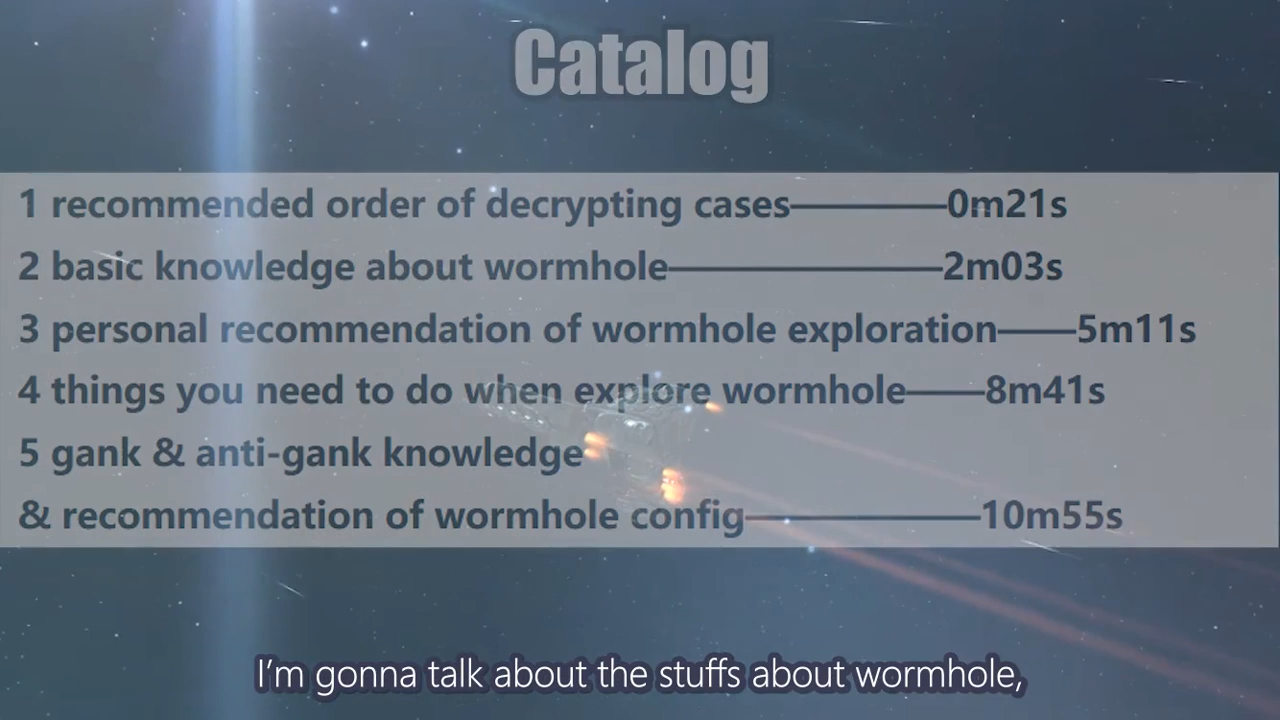 Catalog
1 recommended order of decrypting cases————0m21s
2 basic knowledge about wormhole———————2m03s
3 personal recommendation of wormhole exploration——5m11s
4 things you need to do when explore wormhole——8m41s
5 gank & anti-gank knowledge
& recommendation of wormhole config——————10m55s
I'm gonna talk about the stuffs about wormhole,